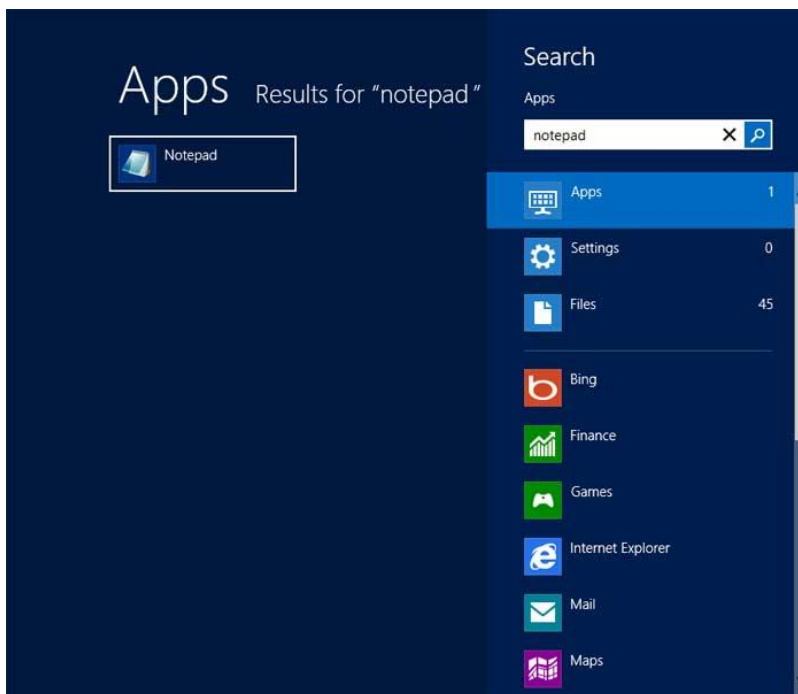 Apps Results for “notepad ”
Notepad
Search
Apps
notepad
Apps 1
Settings 0
Files 45
Bing
Finance
Games
Internet Explorer
Mail
Maps